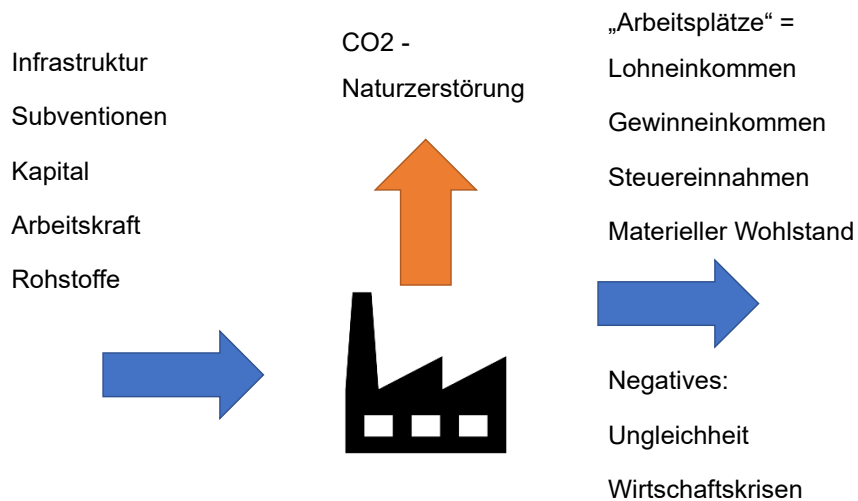 Infrastruktur
Subventionen
Kapital
Arbeitskraft
Rohstoffe
CO2 -
Naturzerstörung
„Arbeitsplätze“ =
Lohneinkommen
Gewinneinkommen
Steuereinnahmen
Materieller Wohlstand
Negatives:
Ungleichheit
Wirtschaftskrisen